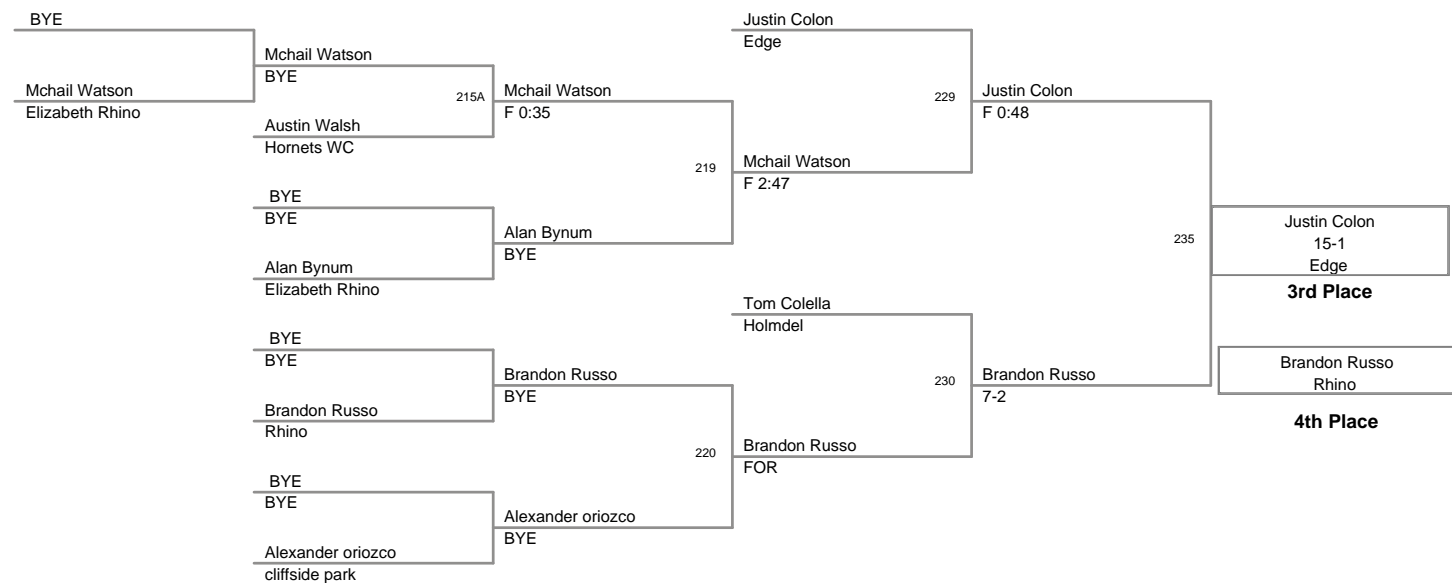 BYE
Mchail Watson
Elizabeth Rhino
Mchail Watson
BYE
215A
Austin Walsh
Hornets WC
Mchail Watson
F 0:35
BYE
BYE
Alan Bynum
Elizabeth Rhino
Alan Bynum
BYE
219
Mchail Watson
F 2:47
Justin Colon
Edge
229
Justin Colon
F 0:48
BYE
BYE
Brandon Russo
Rhino
Brandon Russo
BYE
BYE
BYE
Alexander oriozco
cliffside park
Alexander oriozco
BYE
220
Brandon Russo
FOR
Tom Colella
Holmdel
230
Brandon Russo
7-2
235
Justin Colon
15-1
Edge
3rd Place
Brandon Russo
Rhino
4th Place